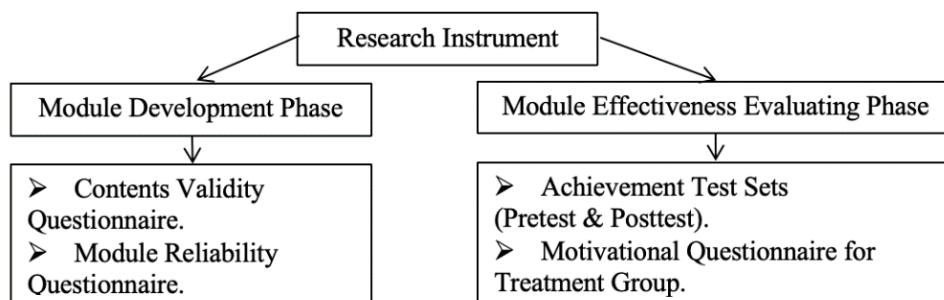 Research Instrument
Module Development Phase
Module Effectiveness Evaluating Phase
➢ Contents Validity
Questionnaire.
➢ Module Reliability
Questionnaire.
➢ Achievement Test Sets
(Pretest & Posttest).
➢ Motivational Questionnaire for
Treatment Group.